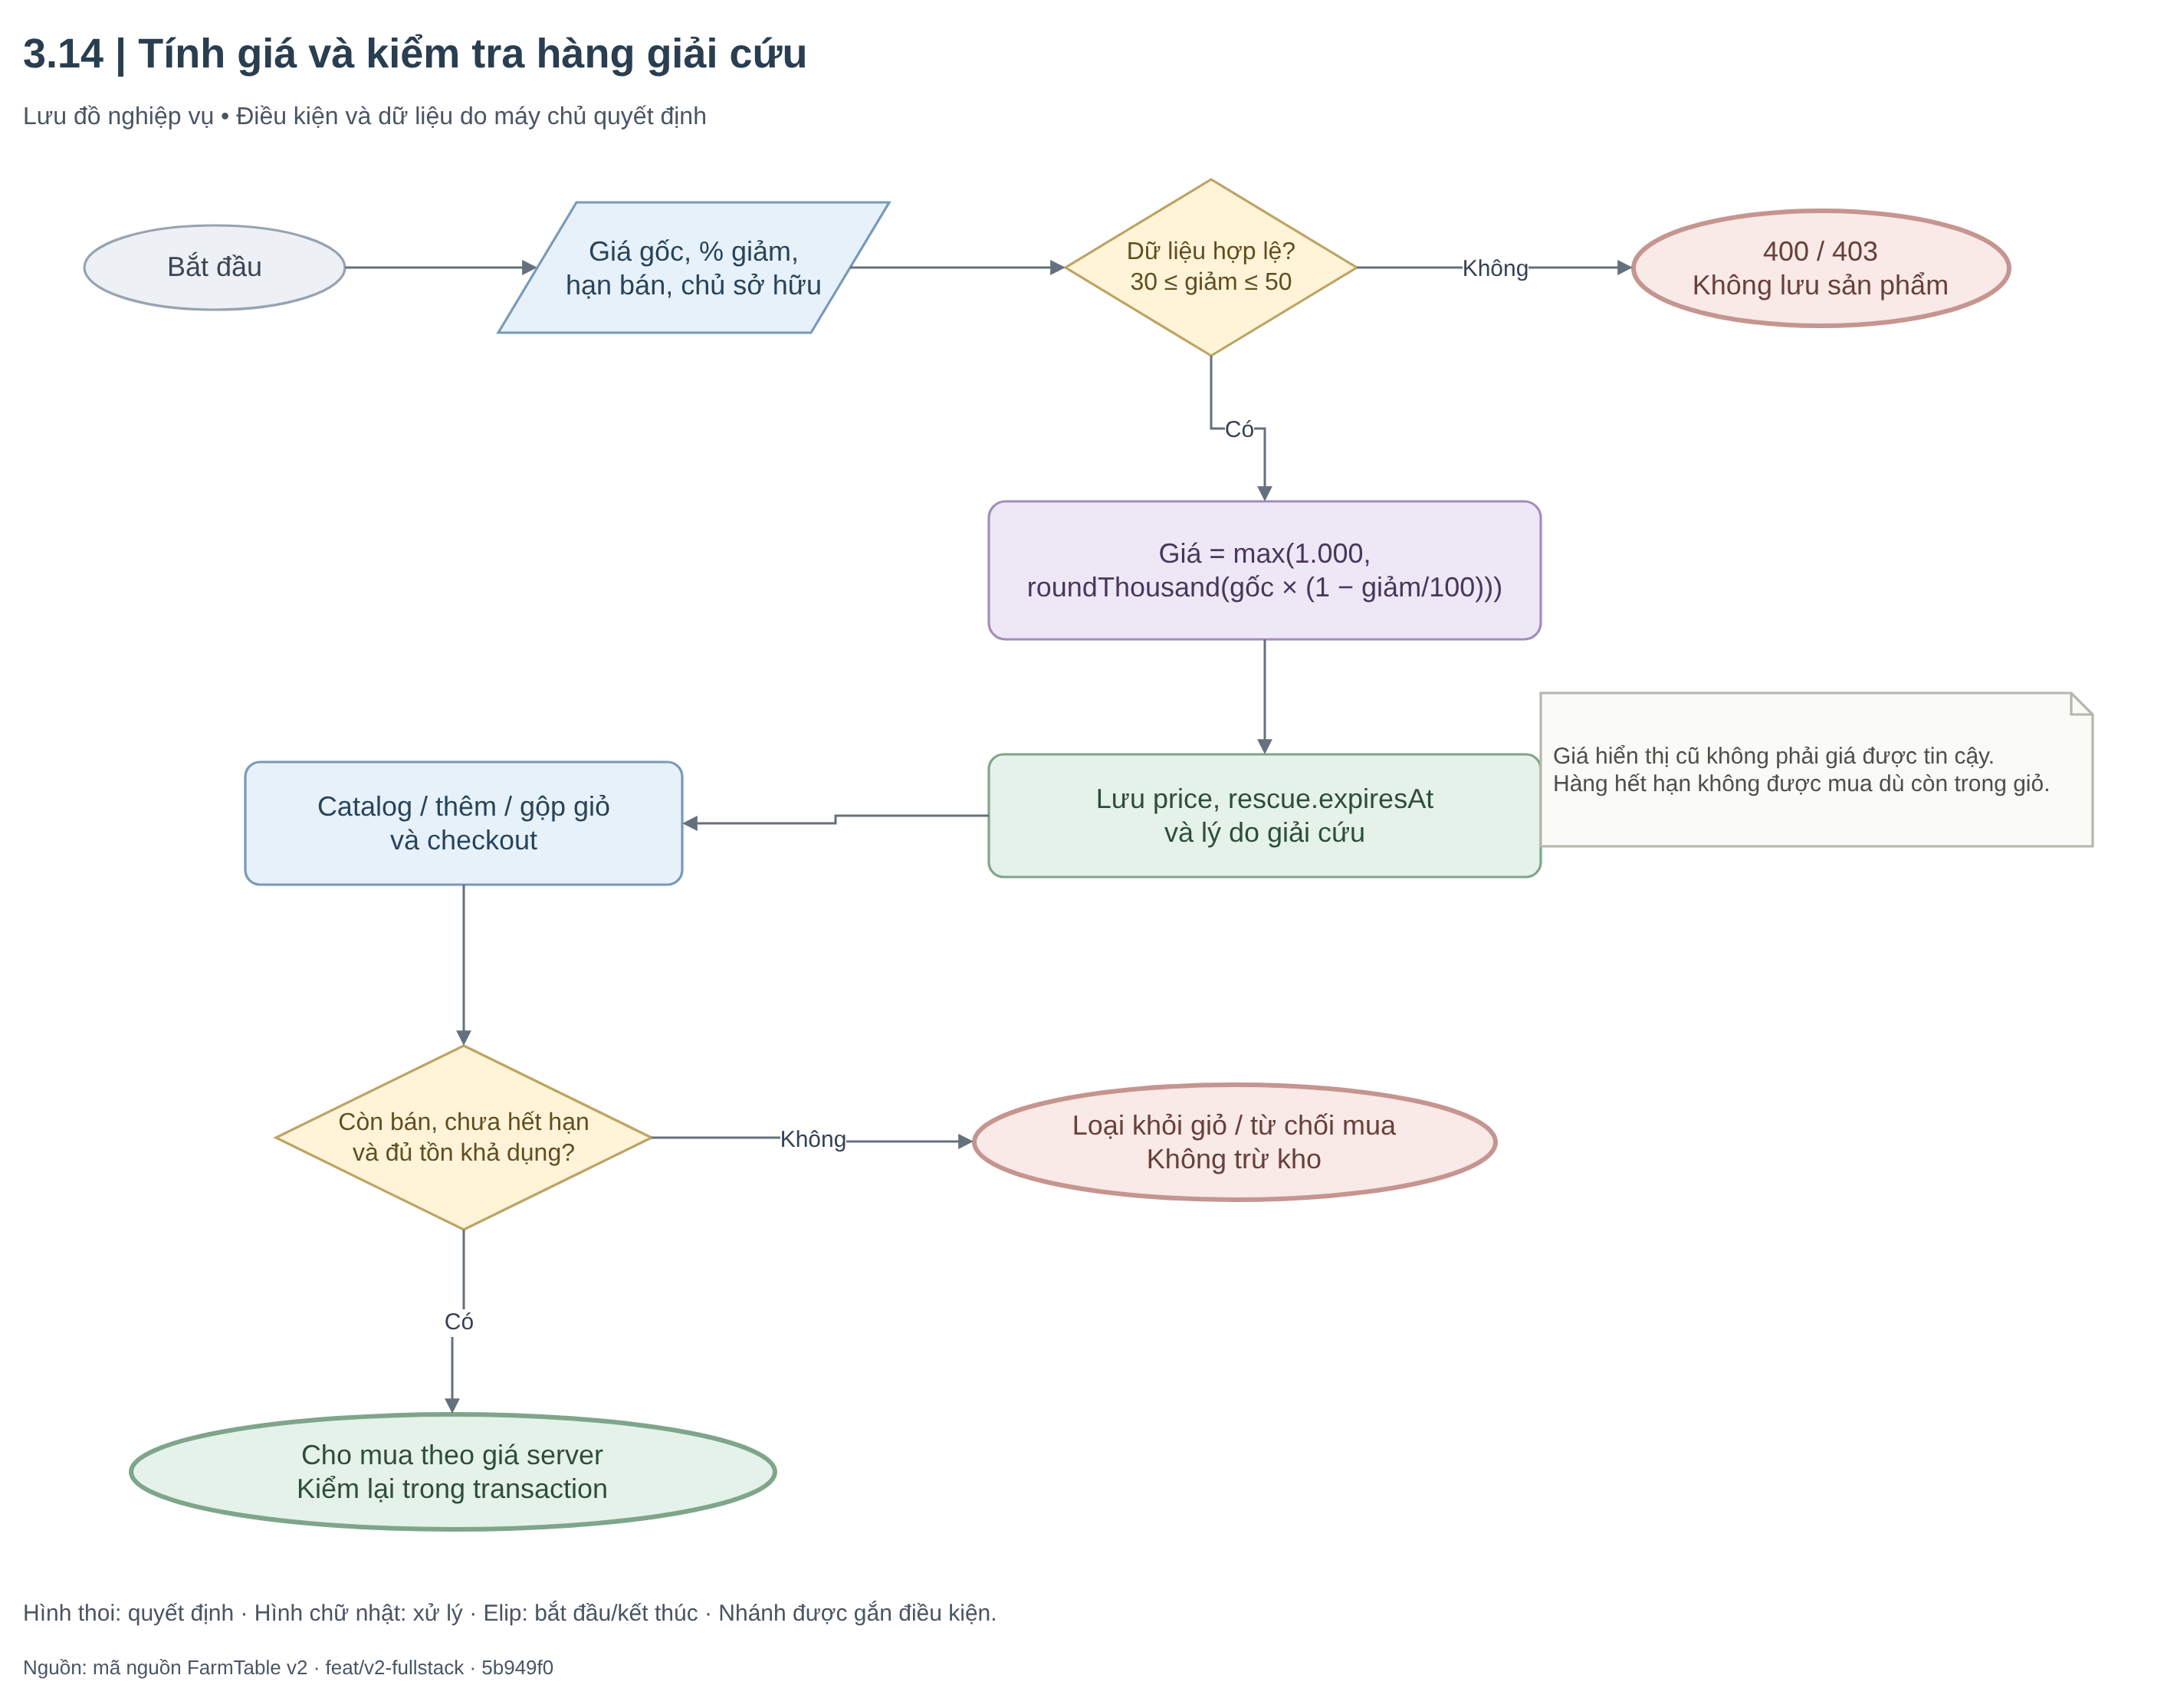 3.14 | Tính giá và kiểm tra hàng giải cứu
Lưu đồ nghiệp vụ • Điều kiện và dữ liệu do máy chủ quyết định
Bắt đầu
Giá gốc, % giảm,
hạn bán, chủ sở hữu
Dữ liệu hợp lệ?
30 ≤ giảm ≤ 50
Không
400 / 403
Không lưu sản phẩm
Có
Giá = max(1.000,
roundThousand(gốc × (1 − giảm/100)))
Giá hiển thị cũ không phải giá được tin cậy.
Hàng hết hạn không được mua dù còn trong giỏ.
Lưu price, rescue.expiresAt
và lý do giải cứu
Catalog / thêm / gộp giỏ
và checkout
Còn bán, chưa hết hạn
và đủ tồn khả dụng?
Không
Loại khỏi giỏ / từ chối mua
Không trừ kho
Có
Cho mua theo giá server
Kiểm lại trong transaction
Hình thoi: quyết định · Hình chữ nhật: xử lý · Elip: bắt đầu/kết thúc · Nhánh được gắn điều kiện.
Nguồn: mã nguồn FarmTable v2 · feat/v2-fullstack · 5b949f0